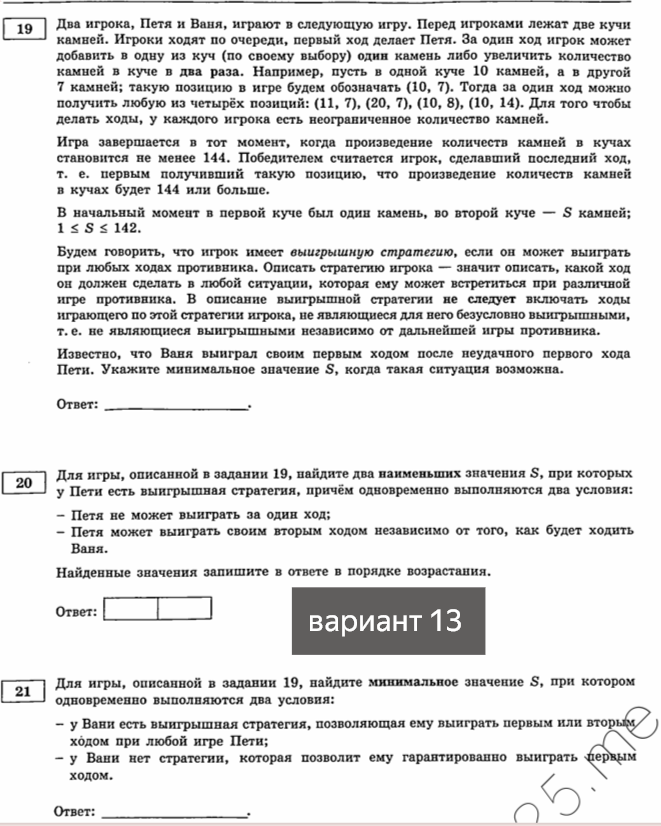 19
Два игрока, Петя и Ваня, играют в следующую игру. Перед игроками лежат две кучи
камней. Игроки ходят по очереди, первый ход делает Петя. За один ход игрок может
добавить в одну из куч (по своему выбору) один камень либо увеличить количество
камней в куче в два раза. Например, пусть в одной куче 10 камней, а в другой
7 камней; такую позицию в игре будем обозначать (10, 7). Тогда за один ход можно
получить любую из четырёх позиций: (11, 7), (20, 7), (10, 8), (10, 14). Для того чтобы
делать ходы, у каждого игрока есть неограниченное количество камней.
Игра завершается в тот момент, когда произведение количеств камней в кучах
становится не менее 144. Победителем считается игрок, сделавший последний ход,
т. е. первым получивший такую позицию, что произведение количеств камней
в кучах будет 144 или больше.
В начальный момент в первой куче был один камень, во второй куче — S камней;
1 ≤ S ≤ 142.
Будем говорить, что игрок имеет выигрышную стратегию, если он может выиграть
при любых ходах противника. Описать стратегию игрока — значит описать, какой ход
он должен сделать в любой ситуации, которая ему может встретиться при различной
игре противника. В описание выигрышной стратегии не следует включать ходы
играющего по этой стратегии игрока, не являющиеся для него безусловно выигрышными,
т. е. не являющиеся выигрышными независимо от дальнейшей игры противника.
Известно, что Ваня выиграл своим первым ходом после неудачного первого хода
Пети. Укажите минимальное значение S, когда такая ситуация возможна.
Ответ: ____________________.
20
Для игры, описанной в задании 19, найдите два наименьших значения S, при которых
у Пети есть выигрышная стратегия, причём одновременно выполняются два условия:
– Петя не может выиграть за один ход;
– Петя может выиграть своим вторым ходом независимо от того, как будет ходить
Ваня.
Найденные значения запишите в ответе в порядке возрастания.
Ответ:
вариант 13
21
Для игры, описанной в задании 19, найдите минимальное значение S, при котором
одновременно выполняются два условия:
– у Вани есть выигрышная стратегия, позволяющая ему выиграть первым или вторым
ходом при любой игре Пети;
– у Вани нет стратегии, которая позволит ему гарантированно выиграть первым
ходом.
Ответ: ____________________.
25.me